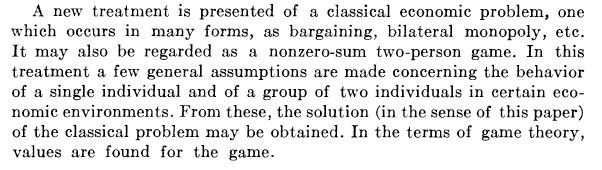 A new treatment is presented of a classical economic problem, one
which occurs in many forms, as bargaining, bilateral monopoly, etc.
It may also be regarded as a nonzero-sum two-person game. In this
treatment a few general assumptions are made concerning the behavior
of a single individual and of a group of two individuals in certain eco-
nomic environments. From these, the solution (in the sense of this paper)
of the classical problem may be obtained. In the terms of game theory,
values are found for the game.